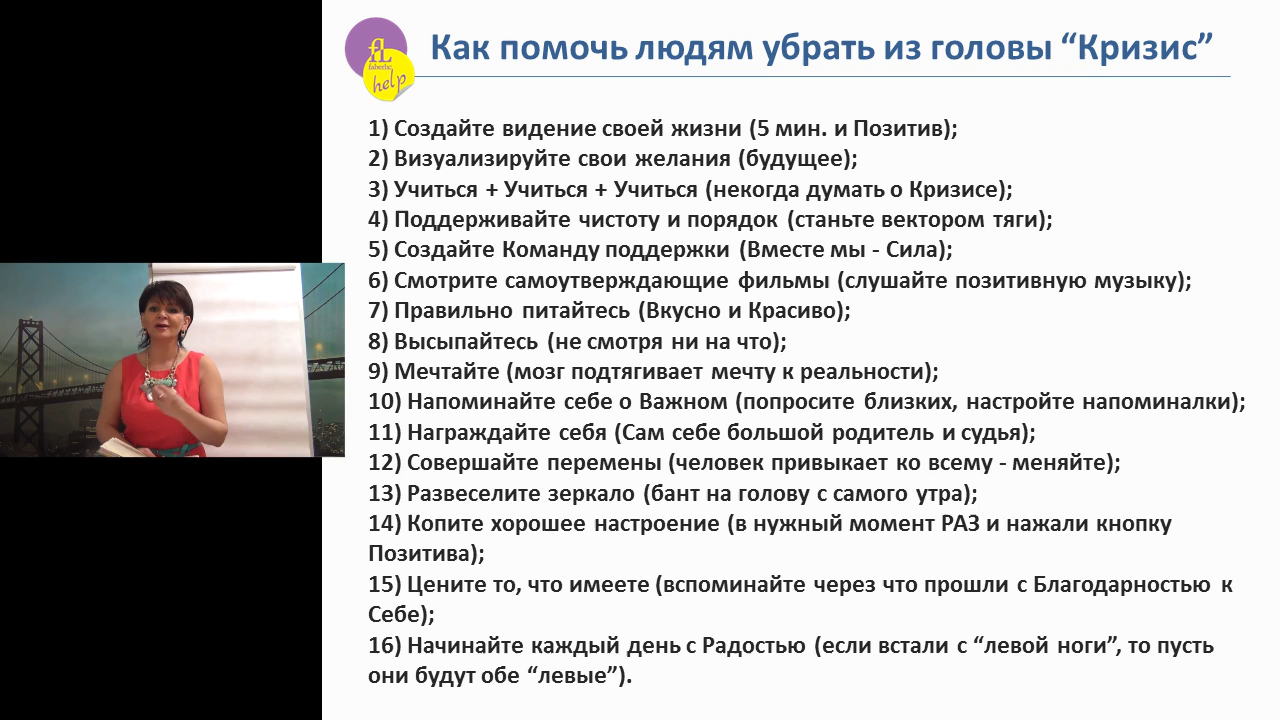 Как помочь людям убрать из головы “Кризис”
fL
faberlic
help
1) Создайте видение своей жизни (5 мин. и Позитив);
2) Визуализируйте свои желания (будущее);
3) Учиться + Учиться + Учиться (некогда думать о Кризисе);
4) Поддерживайте чистоту и порядок (станьте вектором тяги);
5) Создайте Команду поддержки (Вместе мы - Сила);
6) Смотрите самоутверждающие фильмы (слушайте позитивную музыку);
7) Правильно питайтесь (Вкусно и Красиво);
8) Высыпайтесь (не смотря ни на что);
9) Мечтайте (мозг подтягивает мечту к реальности);
10) Напоминайте себе о Важном (попросите близких, настройте напоминалки);
11) Награждайте себя (Сам себе большой родитель и судья);
12) Совершайте перемены (человек привыкает ко всему - меняйте);
13) Развеселите зеркало (бант на голову с самого утра);
14) Копите хорошее настроение (в нужный момент РАЗ и нажали кнопку
Позитива);
15) Цените то, что имеете (вспоминайте через что прошли с Благодарностью к
Себе);
16) Начинайте каждый день с Радостью (если встали с “левой ноги”, то пусть
они будут обе “левые”).